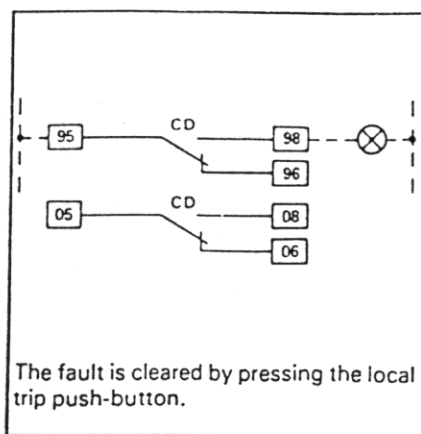 CD
95
98
96
CD
05
08
06
The fault is cleared by pressing the local
trip push-button.